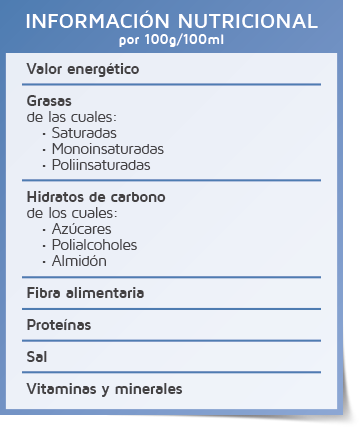 INFORMACIÓN NUTRICIONAL
por 100g/100ml
Valor energético
Grasas
de las cuales:
• Saturadas
• Monoinsaturadas
• Poliinsaturadas
Hidratos de carbono
de los cuales:
• Azúcares
• Polialcoholes
• Almidón
Fibra alimentaria
Proteínas
Sal
Vitaminas y minerales